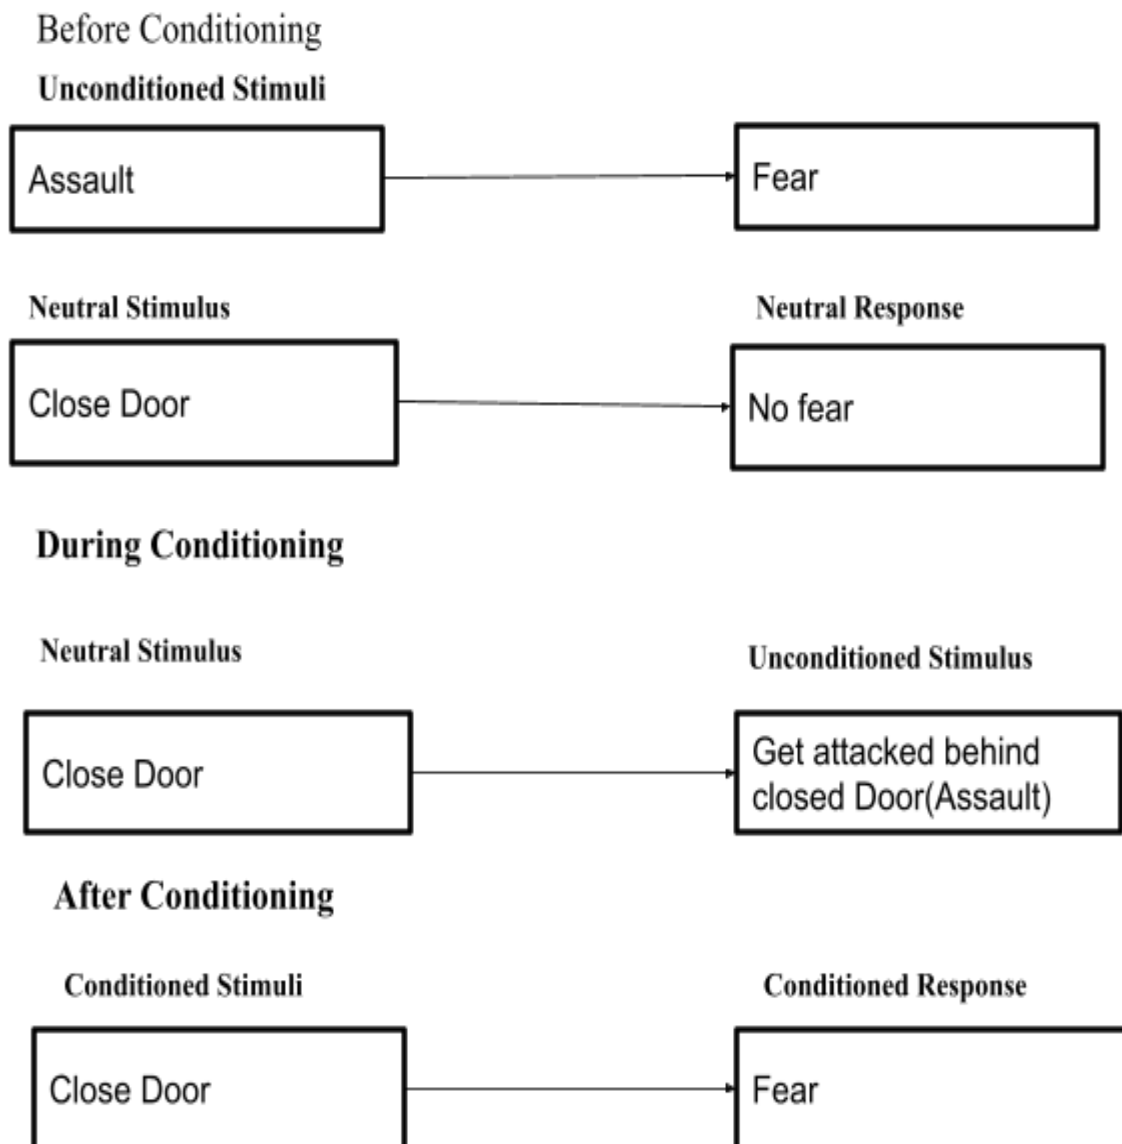 Before Conditioning
Unconditioned Stimuli
Assault
Fear
Neutral Stimulus
Neutral Response
Close Door
No fear
During Conditioning
Neutral Stimulus
Unconditioned Stimulus
Close Door
Get attacked behind
closed Door(Assault)
After Conditioning
Conditioned Stimuli
Conditioned Response
Close Door
Fear